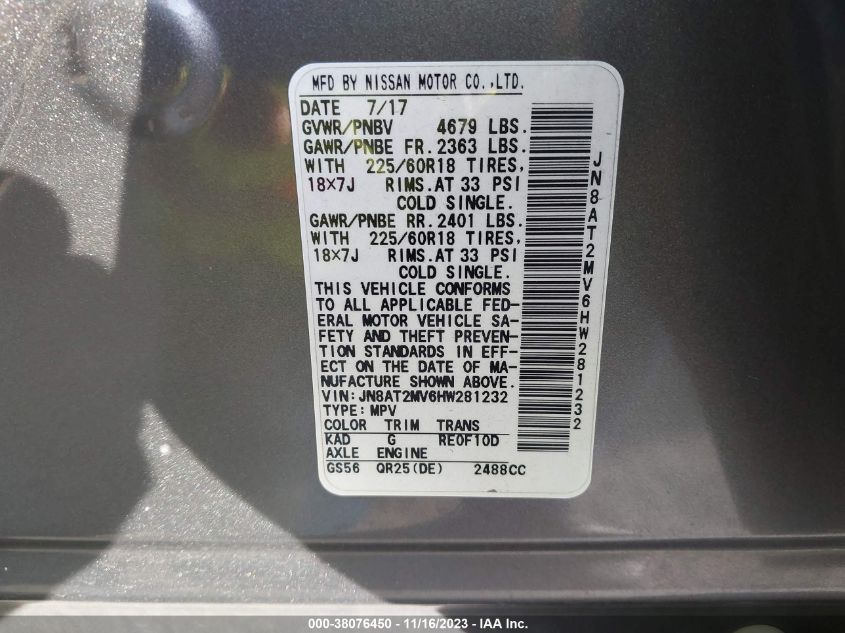 MFD BY NISSAN MOTOR CO.,LTD.
DATE 7/17
GVWR/PNBV 4679 LBS.
GAWR/PNBE FR. 2363 LBS.
WITH 225/60R18 TIRES,
18×7J RIMS.AT 33 PSI
COLD SINGLE.
GAWR/PNBE RR. 2401 LBS.
WITH 225/60R18 TIRES,
18×7J RIMS.AT 33 PSI
COLD SINGLE.
THIS VEHICLE CONFORMS
TO ALL APPLICABLE FED-
ERAL MOTOR VEHICLE SA-
FETY AND THEFT PREVEN-
TION STANDARDS IN EFF-
ECT ON THE DATE OF MA-
NUFACTURE SHOWN ABOVE.
VIN: JN8AT2MV6HW281232
TYPE: MPV
COLOR TRIM TRANS
KAD G RE0F10D
AXLE ENGINE
GS56 QR25(DE) 2488CC
JN8AT2MV6HW281232
000-38076450 - 11/16/2023 - IAA Inc.